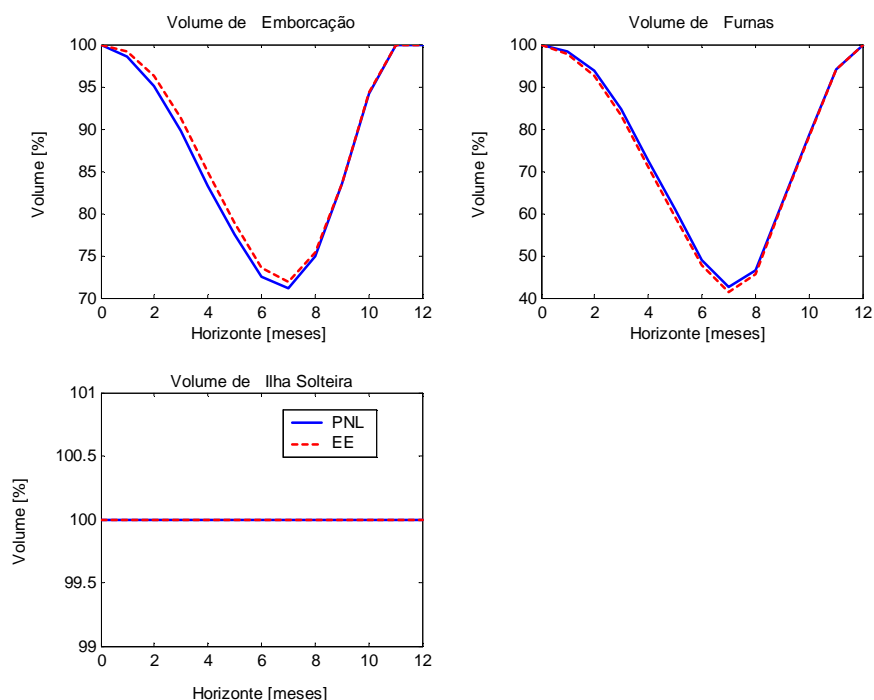 Volume de Emborcação
100
95
90
85
80
75
70
Volume [%]
0 2 4 6 8 10 12
Horizonte [meses]
Volume de Furnas
100
90
80
70
60
50
40
Volume [%]
0 2 4 6 8 10 12
Horizonte [meses]
Volume de Ilha Solteira
101
100.5
100
99.5
99
Volume [%]
PNL
EE
0 2 4 6 8 10 12
Horizonte [meses]